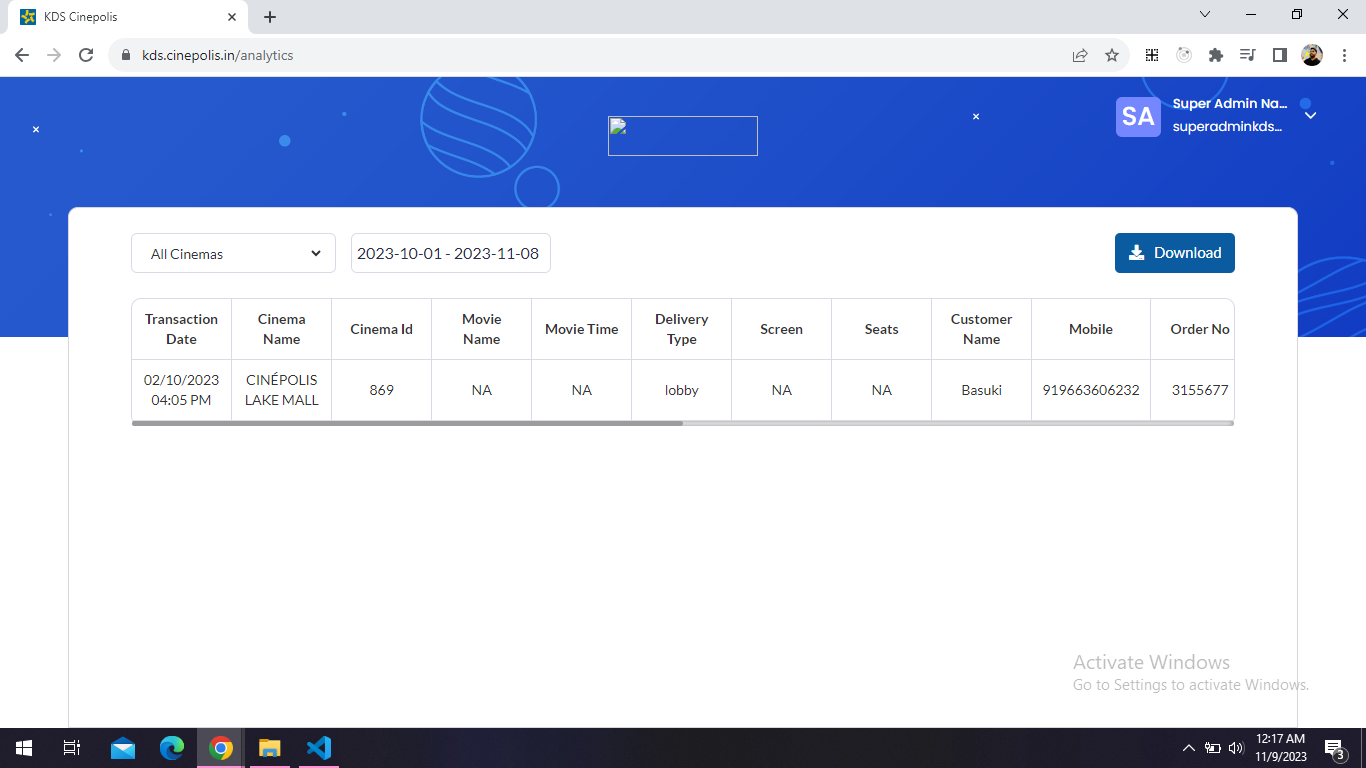 KDS Cinepolis
kds.cinepolis.in/analytics
SA
Super Admin Na...
superadminkds...
All Cinemas
2023-10-01 - 2023-11-08
Download
Transaction Date Cinema Name Cinema Id Movie Name Movie Time Delivery Type Screen Seats Customer Name Mobile Order No
02/10/2023 04:05 PM CINÉPOLIS LAKE MALL 869 NA NA lobby NA NA Basuki 919663606232 3155677
Activate Windows
Go to Settings to activate Windows.
12:17 AM
11/9/2023
3